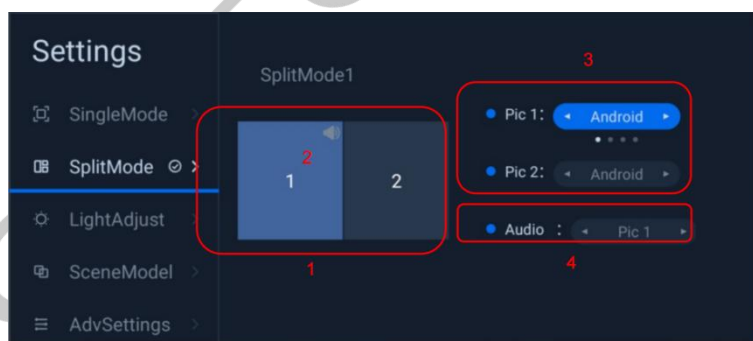 Settings
SingleMode
SplitMode
LightAdjust
SceneModel
AdvSettings
SplitMode1
1
2
2
1
3
Pic 1: Android
Pic 2: Android
Audio : Pic 1
4